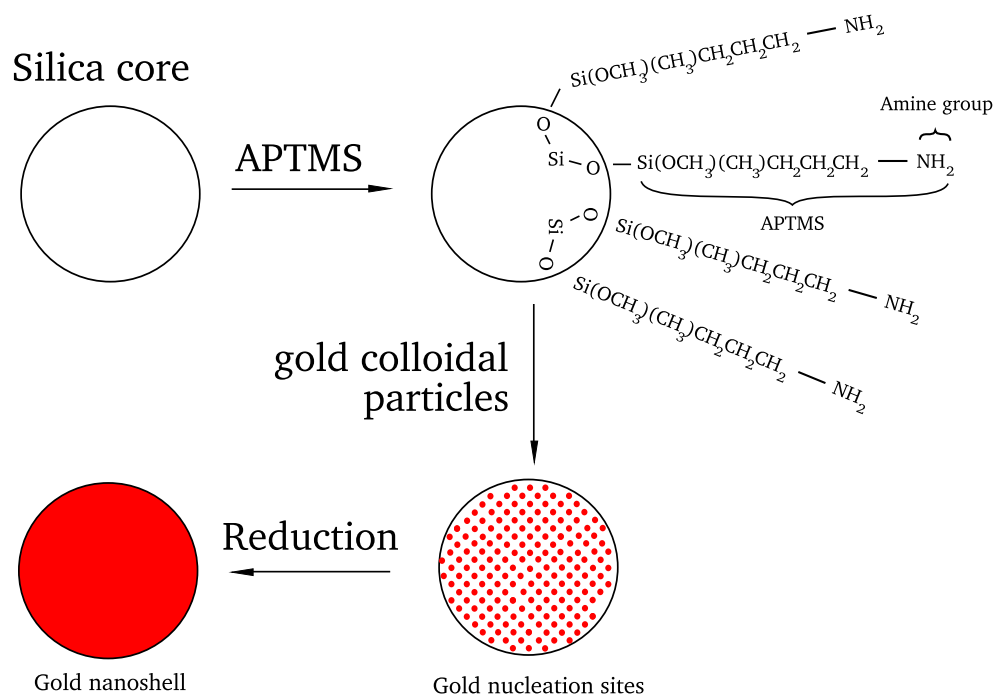 Silica core
APTMS
Si(OCH₃)(CH₃)CH₂CH₂CH₂ — NH₂
Amine group
O
Si – O — Si(OCH₃)(CH₃)CH₂CH₂CH₂ — NH₂
APTMS
Si – O Si(OCH₃)(CH₃)CH₂CH₂CH₂ — NH₂
O
Si(OCH₃)(CH₃)CH₂CH₂CH₂ — NH₂
gold colloidal
particles
Reduction
Gold nanoshell
Gold nucleation sites